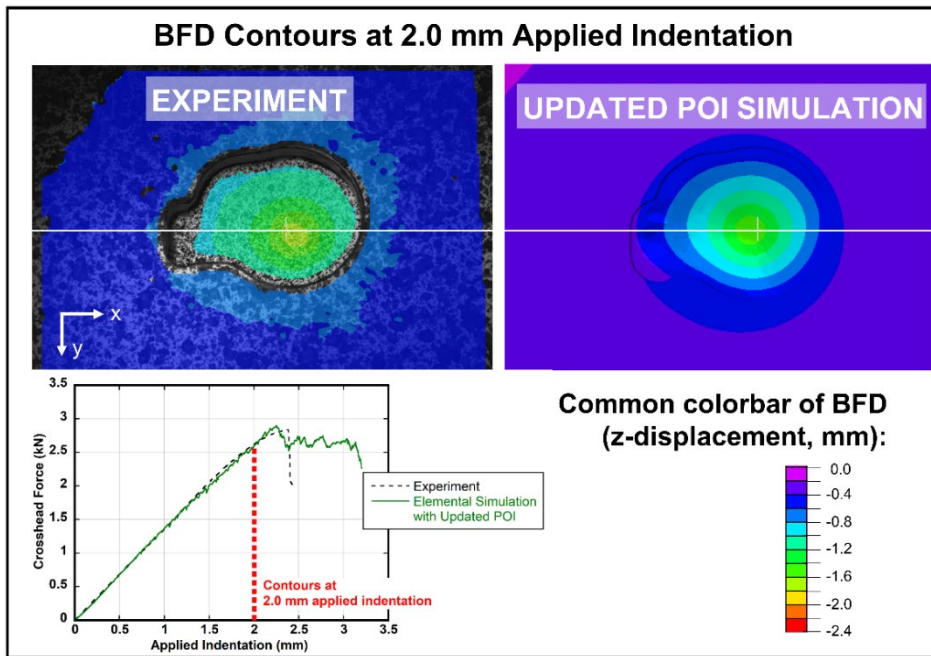 BFD Contours at 2.0 mm Applied Indentation
EXPERIMENT
UPDATED POI SIMULATION
x
y
3.5
3
2.5
2
1.5
1
0.5
0
Crosshead Force (kN)
0
0.5
1
1.5
2
2.5
3
3.5
Applied Indentation (mm)
Experiment
Elemental Simulation
with Updated POI
Contours at
2.0 mm applied indentation
Common colorbar of BFD
(z-displacement, mm):
0.0
-0.4
-0.8
-1.2
-1.6
-2.0
-2.4